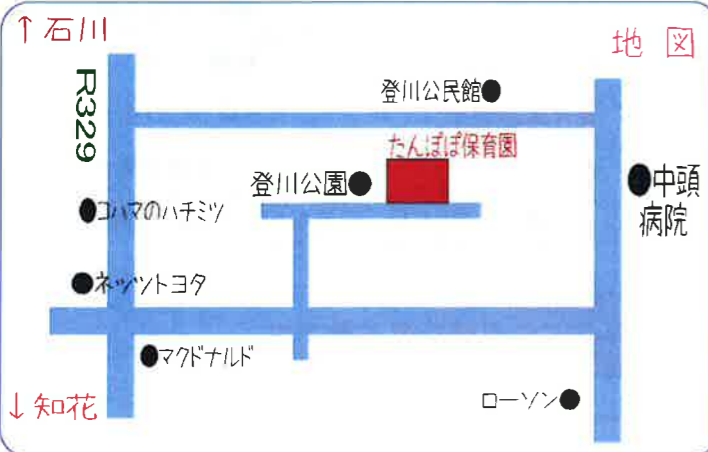 ↑石川
地図
R329
登川公民館
たんぽぽ保育園
登川公園
中頭
病院
コハマのハチミツ
ネッツトヨタ
マクドナルド
ローソン
↓知花